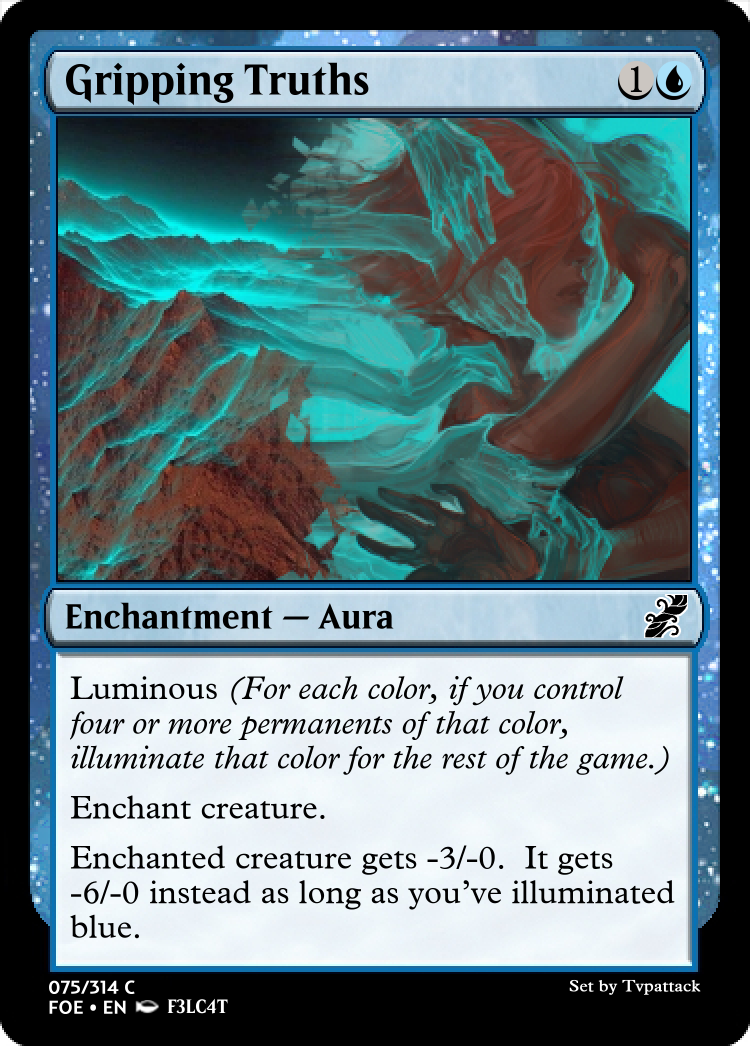 Gripping Truths 1
Enchantment — Aura
Luminous (For each color, if you control
four or more permanents of that color,
illuminate that color for the rest of the game.)
Enchant creature.
Enchanted creature gets -3/-0.  It gets
-6/-0 instead as long as you've illuminated
blue.
075/314 C
FOE • EN F3LC4T
Set by Tvpattack